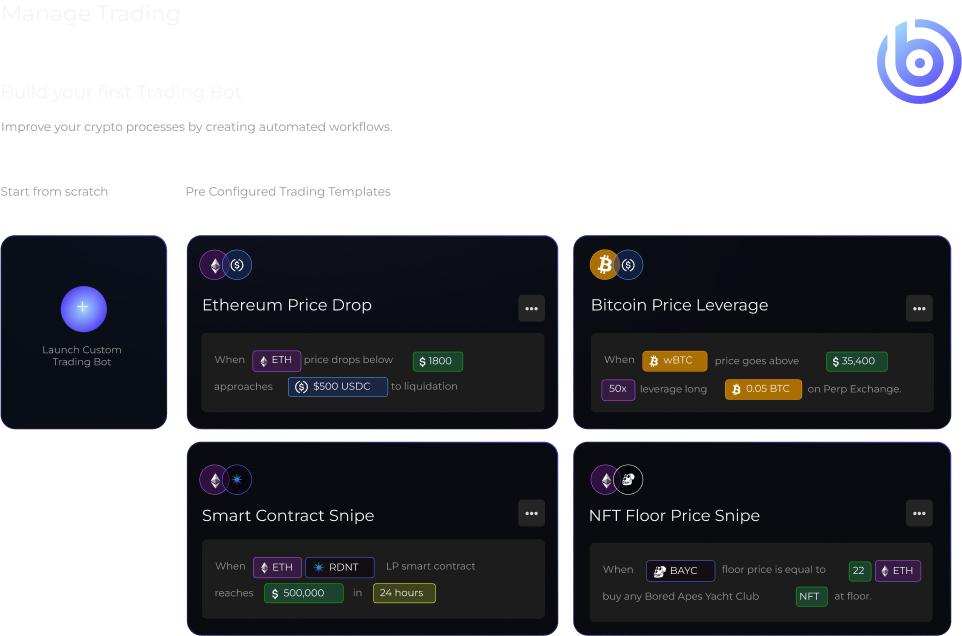 Manage Trading
Build your first Trading Bot
Improve your crypto processes by creating automated workflows.
Start from scratch
Pre Configured Trading Templates
+
Launch Custom
Trading Bot
Ethereum Price Drop
...
When ETH price drops below $ 1800
approaches $500 USDC to liquidation
Bitcoin Price Leverage
...
When wBTC price goes above $ 35,400
50x leverage long 0.05 BTC on Perp Exchange.
Smart Contract Snipe
...
When ETH RDNT LP smart contract
reaches $ 500,000 in 24 hours
NFT Floor Price Snipe
...
When BAYC floor price is equal to 22 ETH
buy any Bored Apes Yacht Club NFT at floor.